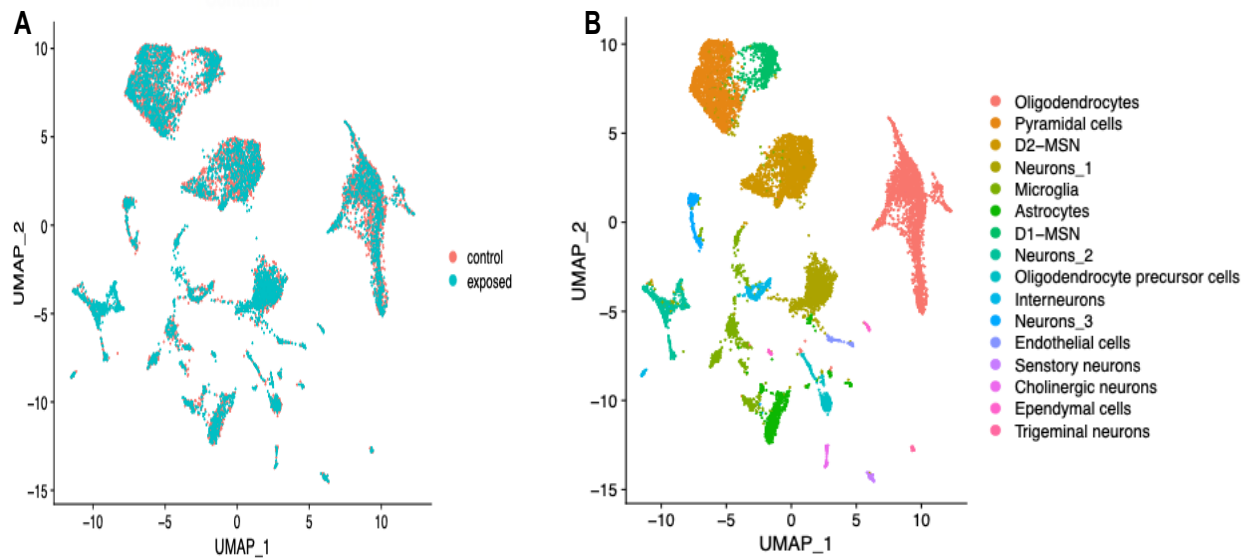 A
10
5
0
−5
−10
−15
UMAP_2
−10
−5
0
5
10
UMAP_1
control
exposed
B
10
5
0
−5
−10
−15
UMAP_2
−10
−5
0
5
10
UMAP_1
Oligodendrocytes
Pyramidal cells
D2−MSN
Neurons_1
Microglia
Astrocytes
D1−MSN
Neurons_2
Oligodendrocyte precursor cells
Interneurons
Neurons_3
Endothelial cells
Senstory neurons
Cholinergic neurons
Ependymal cells
Trigeminal neurons